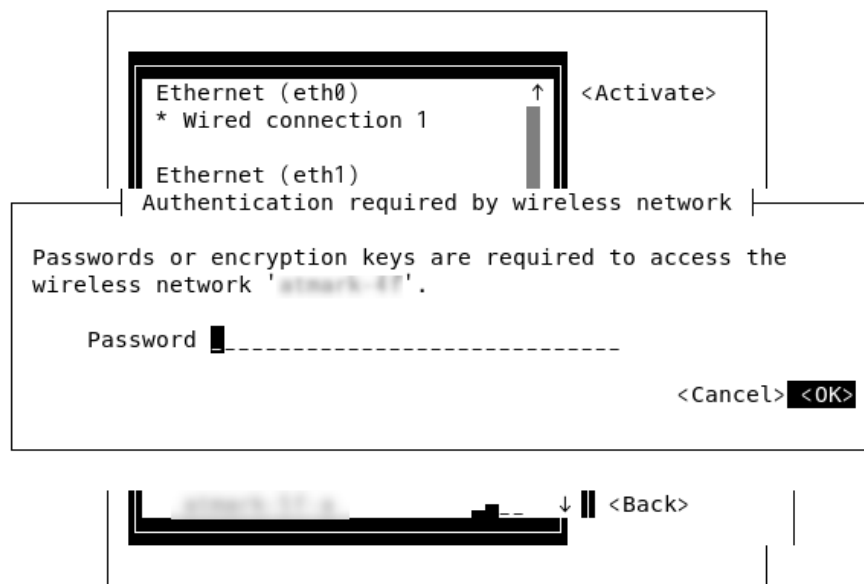 Ethernet (eth0) ↑ <Activate>
* Wired connection 1
Ethernet (eth1)
Authentication required by wireless network
Passwords or encryption keys are required to access the
wireless network ' '.
Password
<Cancel> <OK>
↓ <Back>